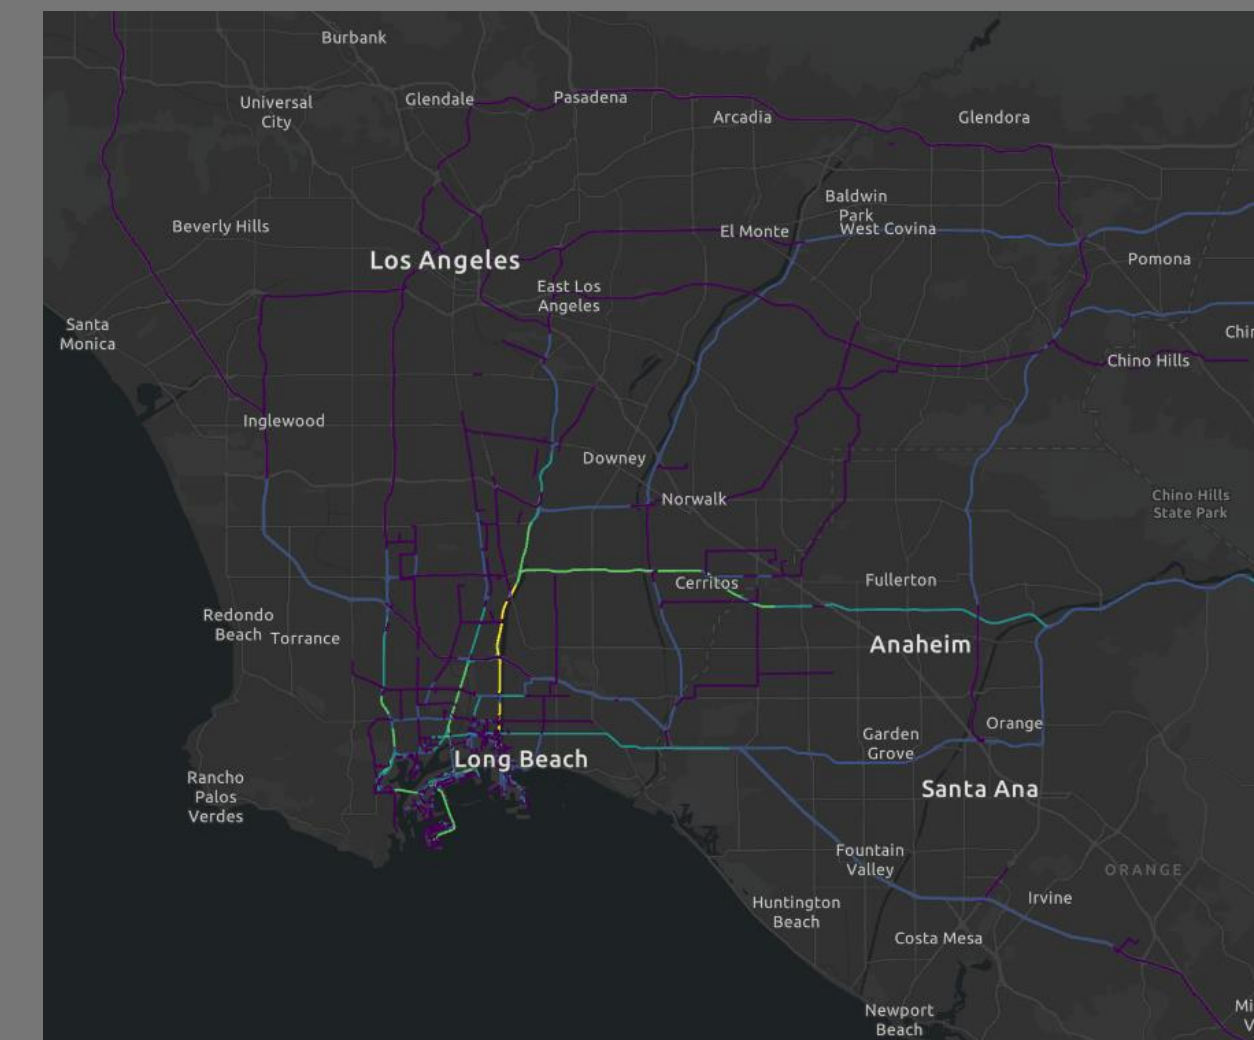 Burbank
Universal
City
Glendale
Pasadena
Arcadia
Glendora
Beverly Hills
Baldwin
Park
El Monte
West Covina
Los Angeles
Pomona
East Los
Angeles
Santa
Monica
Chir
Chino Hills
Inglewood
Downey
Norwalk
Chino Hills
State Park
Cerritos
Fullerton
Redondo
Beach
Torrance
Anaheim
Orange
Garden
Grove
Long Beach
Rancho
Palos
Verdes
Santa Ana
Fountain
Valley
ORANGE
Irvine
Huntington
Beach
Costa Mesa
Newport
Beach
Mi
V